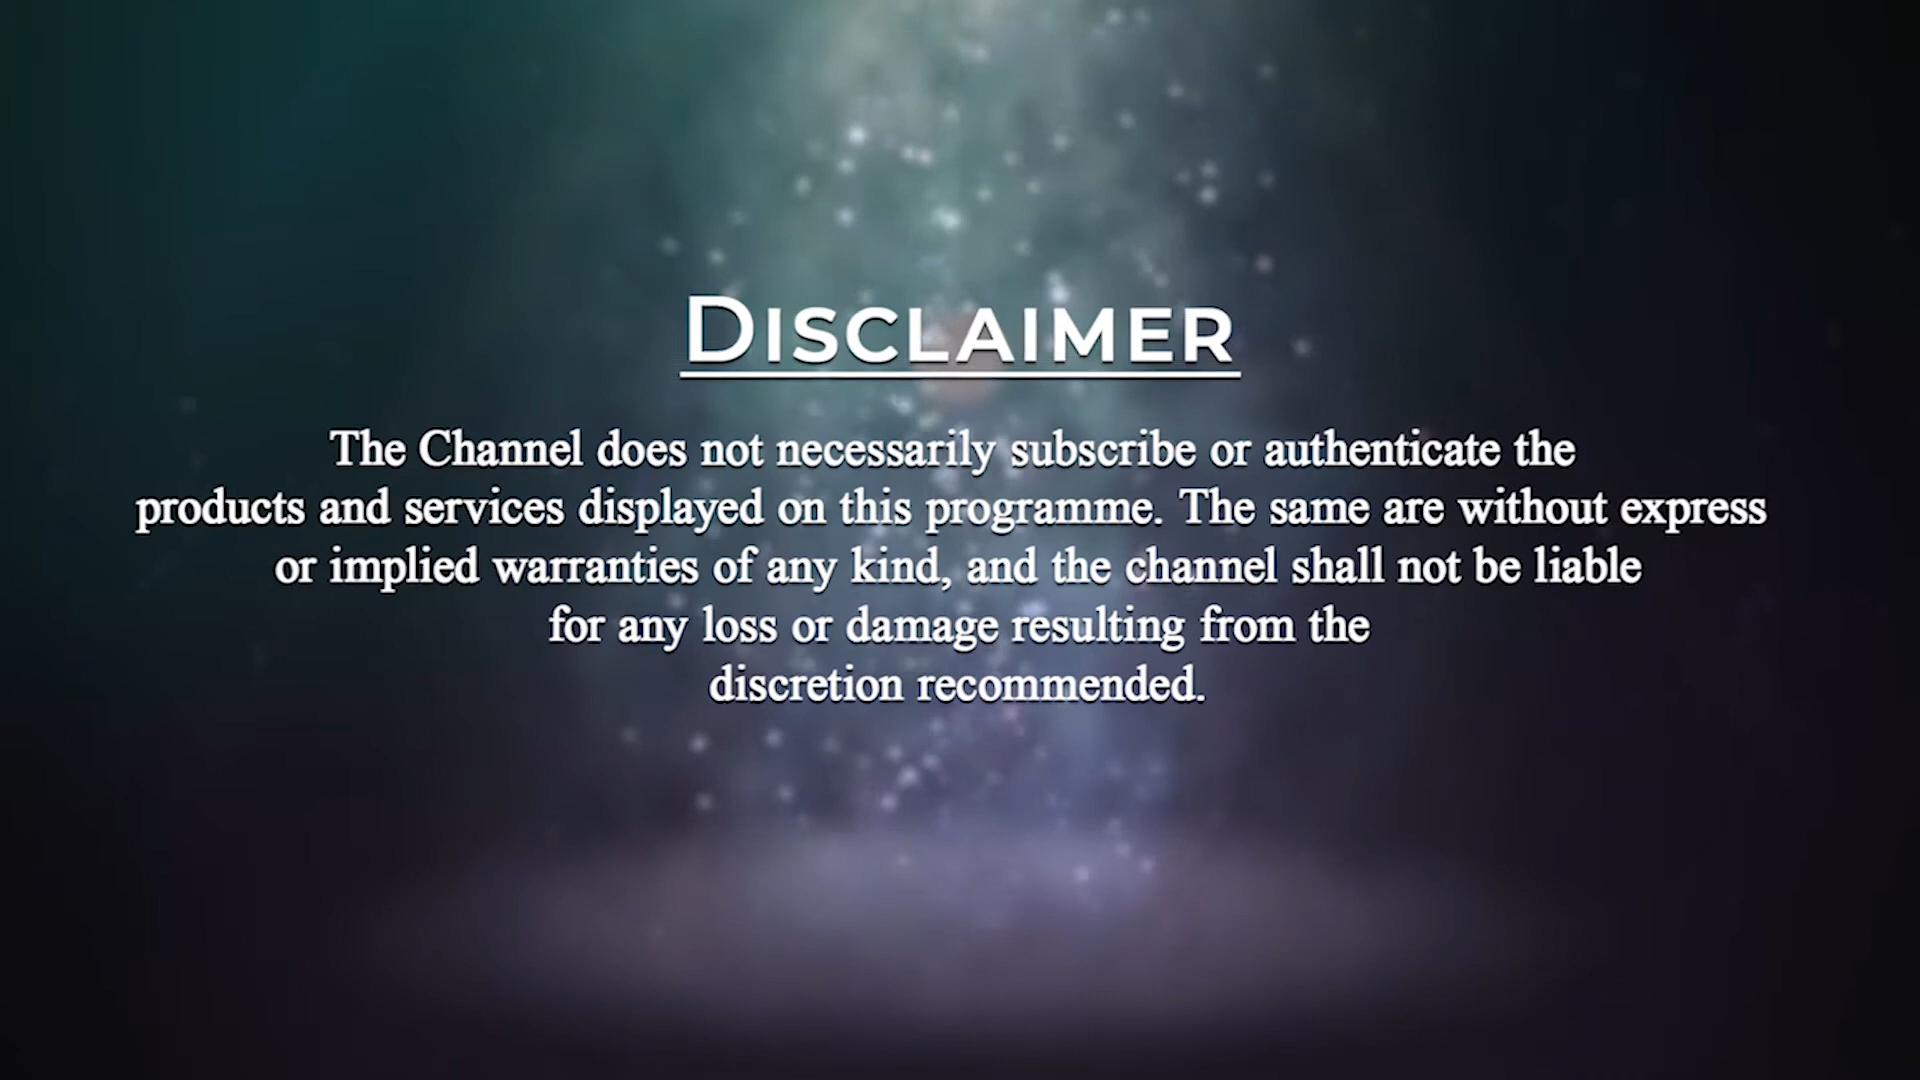 DISCLAIMER
The Channel does not necessarily subscribe or authenticate the
products and services displayed on this programme. The same are without express
or implied warranties of any kind, and the channel shall not be liable
for any loss or damage resulting from the
discretion recommended.